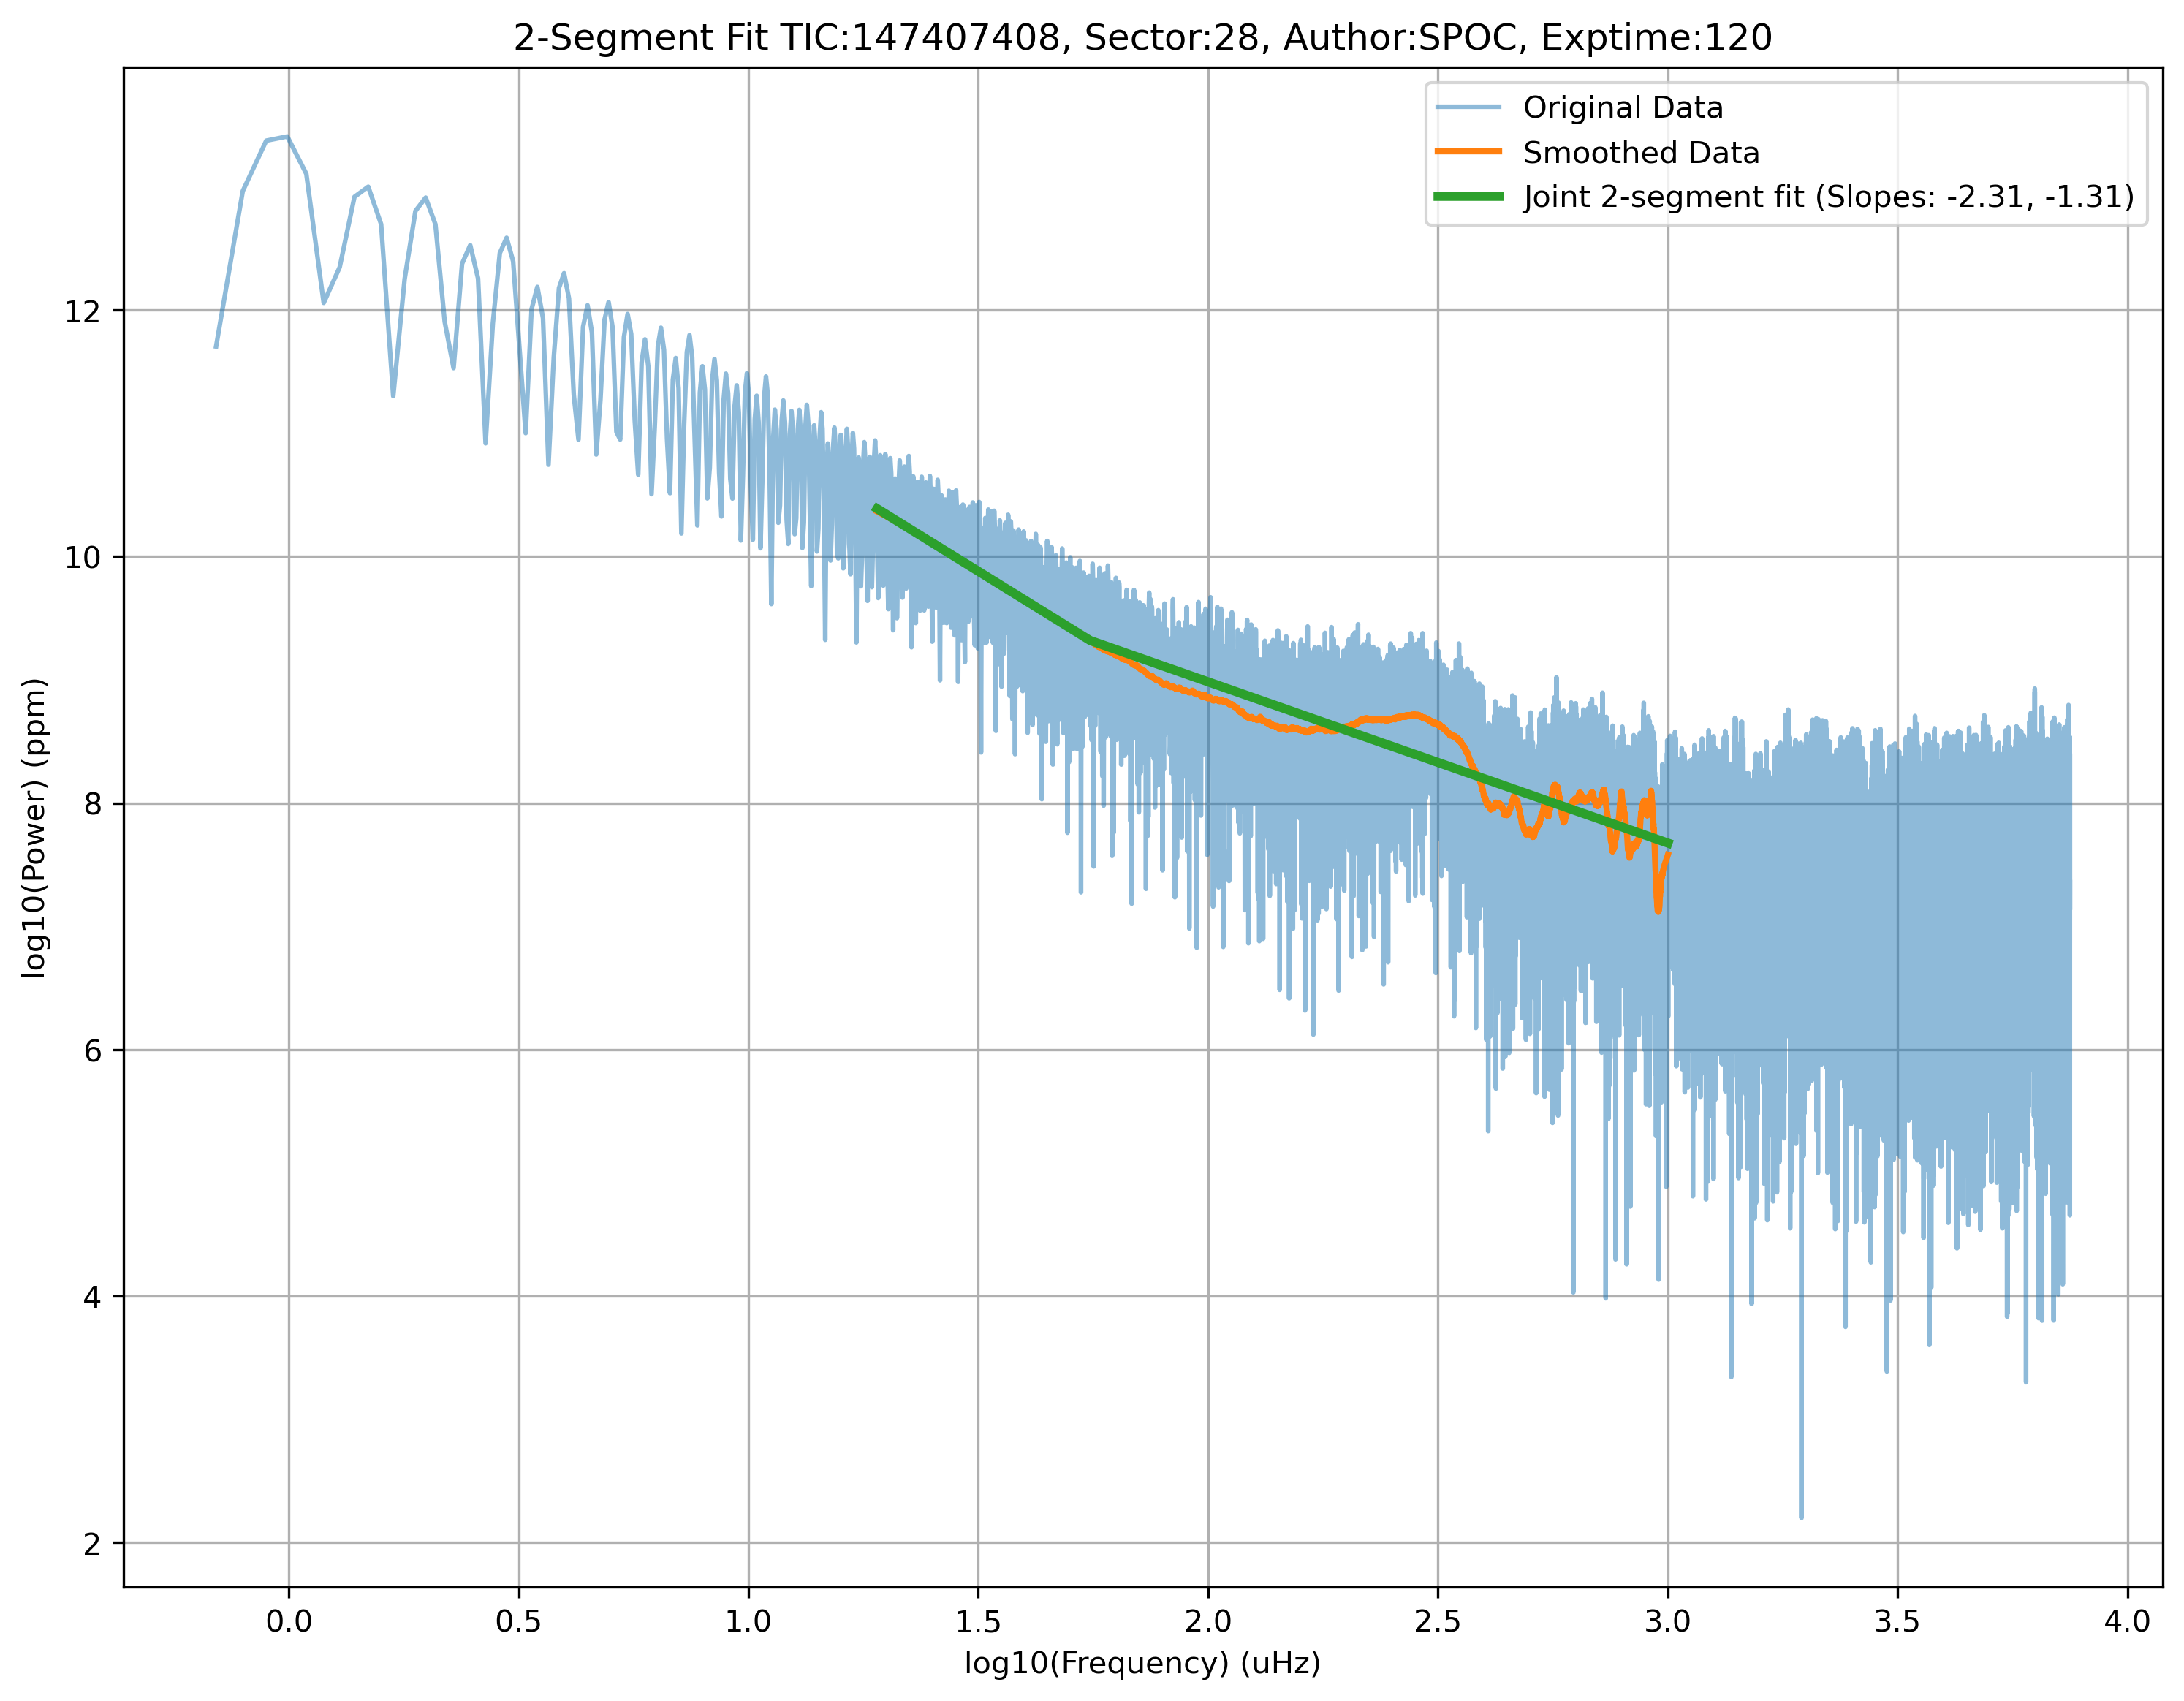 2-Segment Fit TIC:147407408, Sector:28, Author:SPOC, Exptime:120
Original Data
Smoothed Data
Joint 2-segment fit (Slopes: -2.31, -1.31)
log10(Power) (ppm)
12
10
8
6
4
2
0.0 0.5 1.0 1.5 2.0 2.5 3.0 3.5 4.0
log10(Frequency) (uHz)